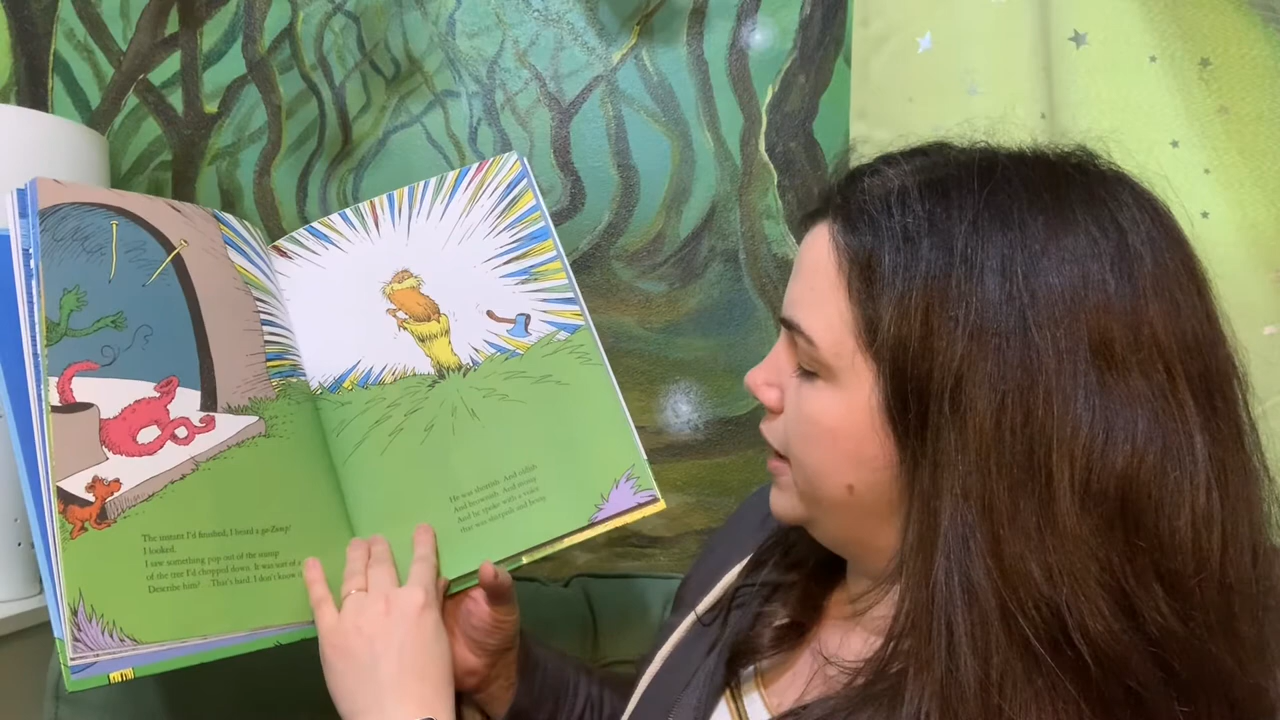 The instant I'd finished, I heard a ga-Zump!
I looked.
I saw something pop out of the stump
of the tree I'd chopped down. It was sort of a
Describe him? . . . That's hard. I don't know
He was shortish. And oldish.
And brownish. And mossy.
And he spoke with a voice
that was sharpish and bossy.